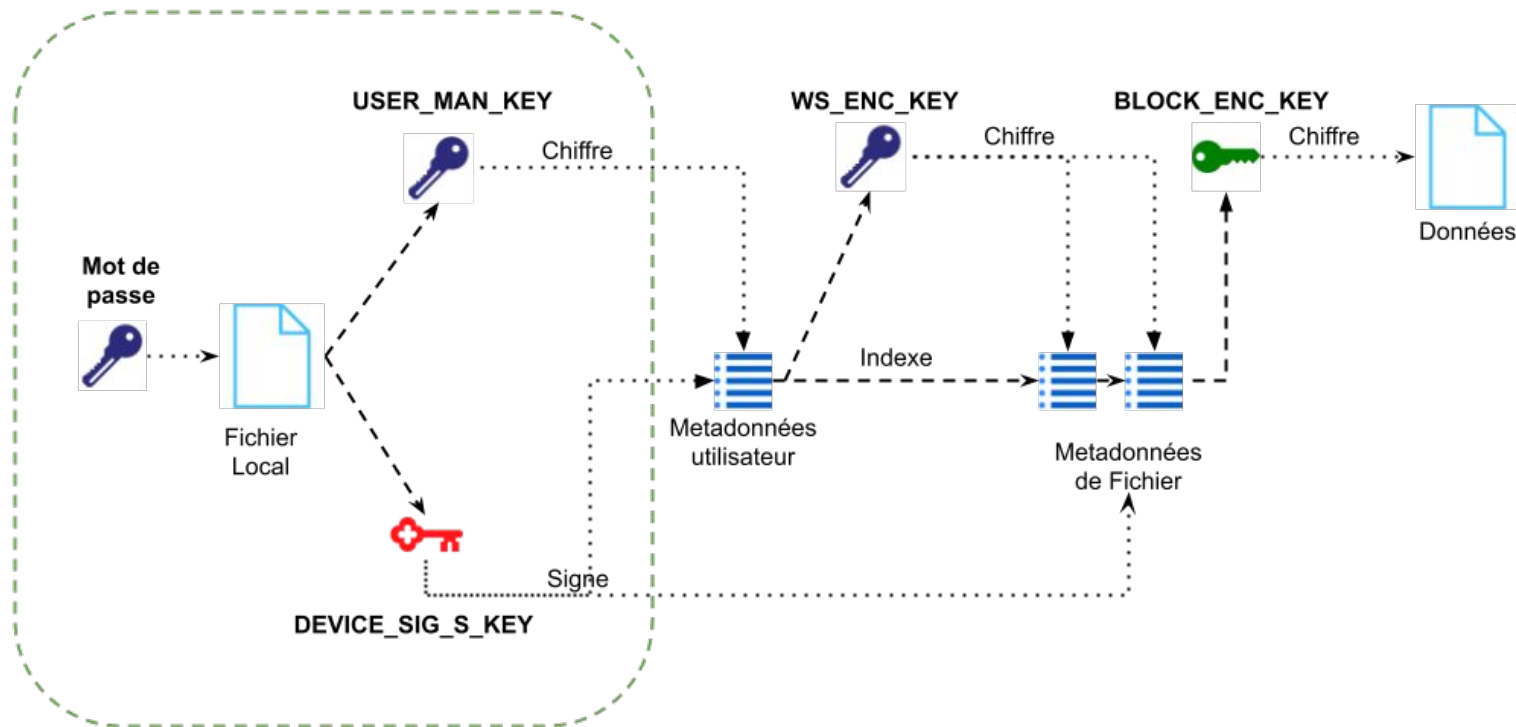 USER_MAN_KEY
WS_ENC_KEY
BLOCK_ENC_KEY
Chiffre
Chiffre
Chiffre
Données
Mot de
passe
Indexe
Fichier
Local
Metadonnées
utilisateur
Metadonnées
de Fichier
Signe
DEVICE_SIG_S_KEY